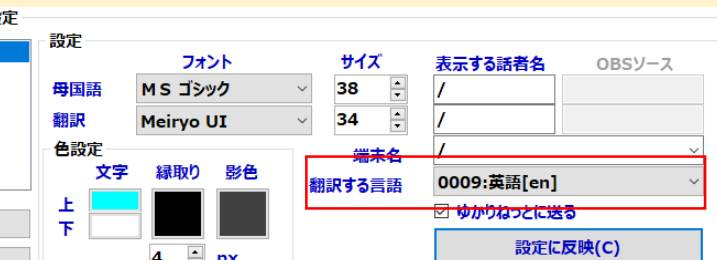 設定
フォント サイズ 表示する話者名 OBSソース
母国語 MS ゴシック 38 /
翻訳 Meiryo UI 34 /
色設定 端末名 /
文字 縁取り 影色 翻訳する言語 0009:英語[en]
上
下 ゆかりねっとに送る
4 px 設定に反映(C)